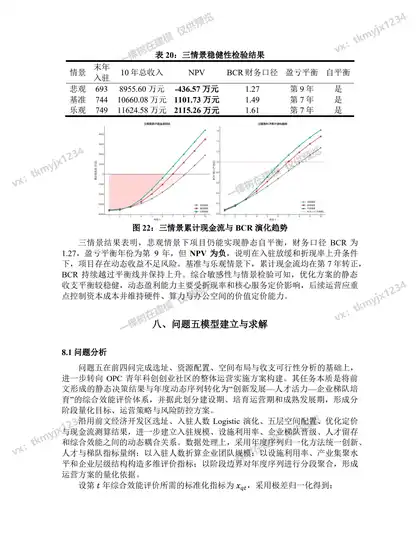 表 20：三情景稳健性检验结果
情景 末年入驻 10 年总收入 NPV BCR 财务口径 盈亏平衡 自平衡
悲观 693 8955.60 万元 -436.57 万元 1.27 第 9 年 是
基准 744 10660.08 万元 1101.73 万元 1.49 第 7 年 是
乐观 749 11624.58 万元 2115.26 万元 1.61 第 7 年 是
图 22：三情景累计现金流与 BCR 演化趋势
三情景结果表明，悲观情景下项目仍能实现静态自平衡，财务口径 BCR 为
1.27，盈亏平衡年份为第 9 年，但 NPV 为负，说明在入驻放缓和折现率上升条件
下，项目存在动态收益不足风险。基准与乐观情景下，累计现金流均在第 7 年转正，
BCR 持续越过平衡线并保持上升。综合敏感性与情景检验可知，优化方案的静态
收支平衡较稳健，动态盈利能力主要受折现率和核心服务定价影响，后续运营应重
点控制资本成本并维持硬件、算力与办公空间的价值定价能力。
八、问题五模型建立与求解
8.1 问题分析
问题五在前四问完成选址、资源配置、空间布局与收支可行性分析的基础上，
进一步转向 OPC 青年科创创业社区的整体运营实施方案构建。其任务本质是将前
文形成的静态决策结果与年度动态序列转化为“创新发展—人才活力—企业梯队培
育”的综合效能评价体系，并据此划分建设期、培育运营期和成熟发展期，形成分
阶段量化目标、运营策略与风险防控方案。
沿用前文经济开发区选址、入驻人数 Logistic 演化、五层空间配置、优化定价
与现金流测算结果，进一步建立入驻规模、设施利用率、企业梯队晋级、人才留存
和综合效能之间的动态耦合关系。数据处理上，采用年度序列归一化方法统一创新、
人才与梯队指标量纲；以入驻人数折算企业团队规模；以设施利用率、产业集聚水
平和企业层级结构构造多维评价指标；以阶段边界对年度序列进行分段聚合，形成
运营方案的量化依据。
设第 t 年综合效能评价所需的标准化指标为 x，采用极差归一化得到：
vx：tkmyjx1234
vx：tkmyjx1234
vx：tkmyjx1234
vx：tkmyjx1234